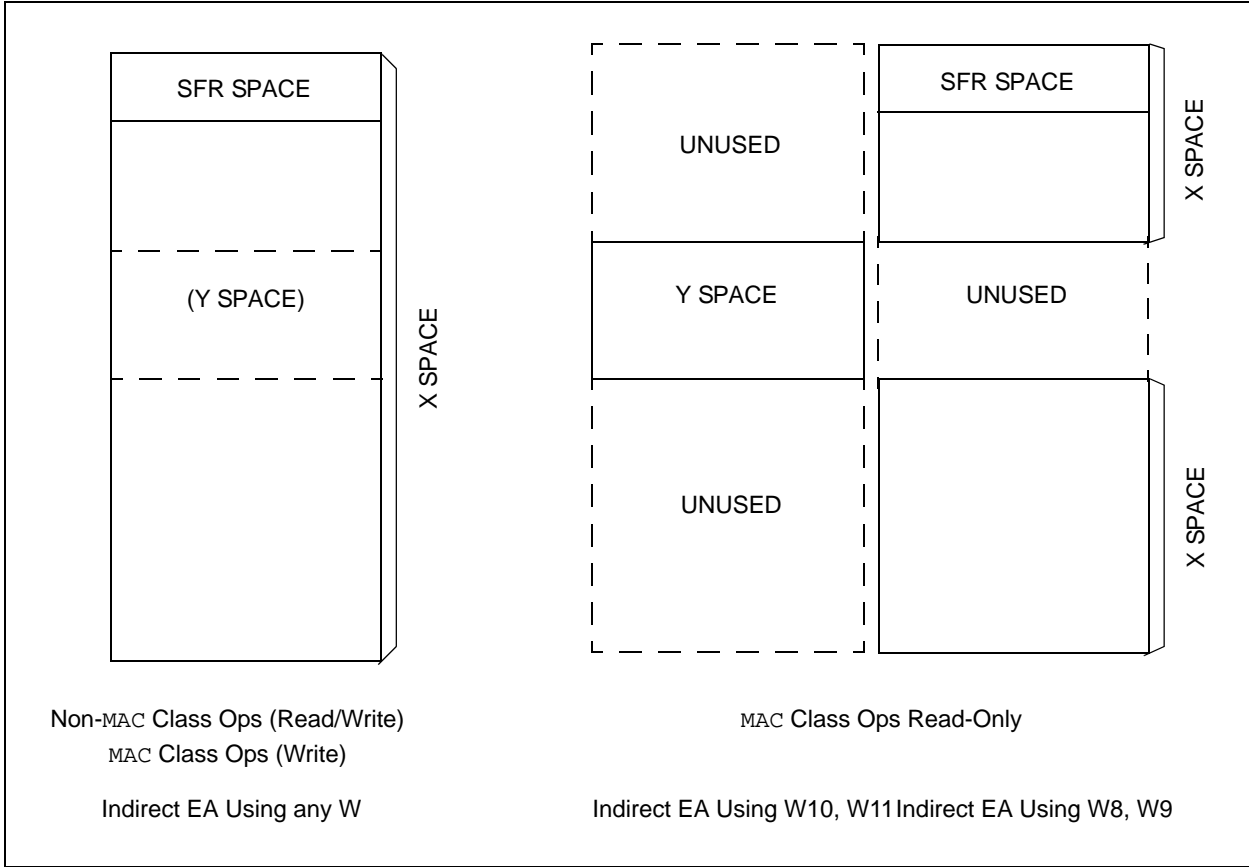 SFR SPACE
(Y SPACE)
X SPACE
Non-MAC Class Ops (Read/Write)
MAC Class Ops (Write)
Indirect EA Using any W
UNUSED
Y SPACE
UNUSED
SFR SPACE
UNUSED
X SPACE
X SPACE
MAC Class Ops Read-Only
Indirect EA Using W10, W11
Indirect EA Using W8, W9